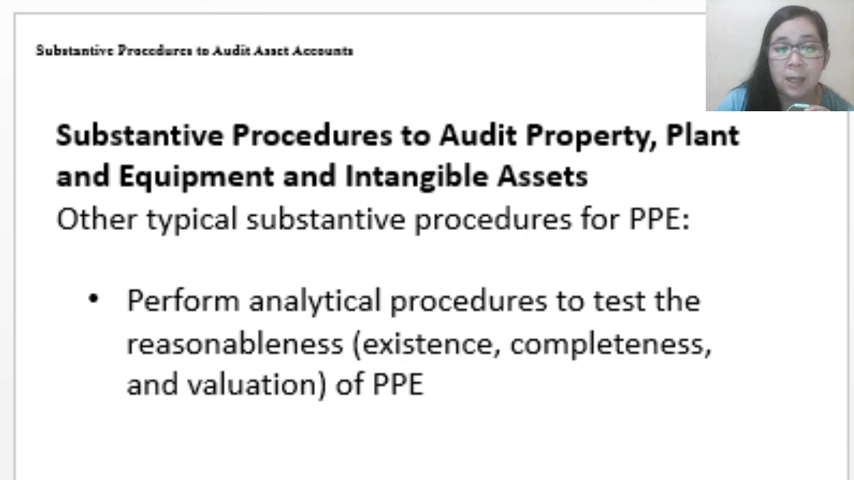 Substantive Procedures to Audit Asset Accounts
Substantive Procedures to Audit Property, Plant
and Equipment and Intangible Assets
Other typical substantive procedures for PPE:
• Perform analytical procedures to test the
reasonableness (existence, completeness,
and valuation) of PPE